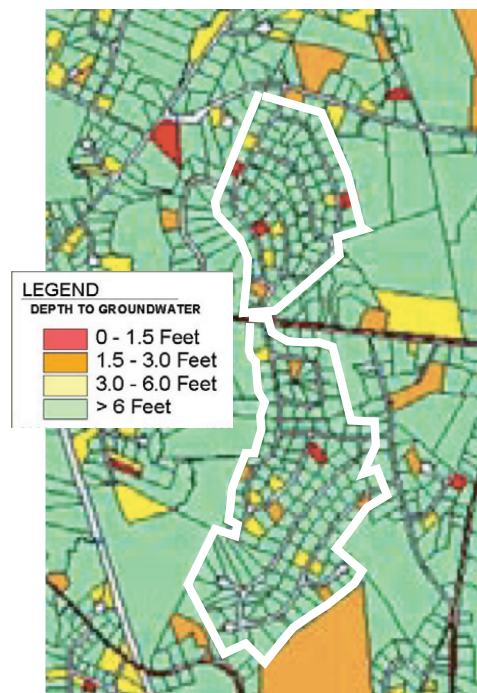 LEGEND
DEPTH TO GROUNDWATER
0 - 1.5 Feet
1.5 - 3.0 Feet
3.0 - 6.0 Feet
> 6 Feet